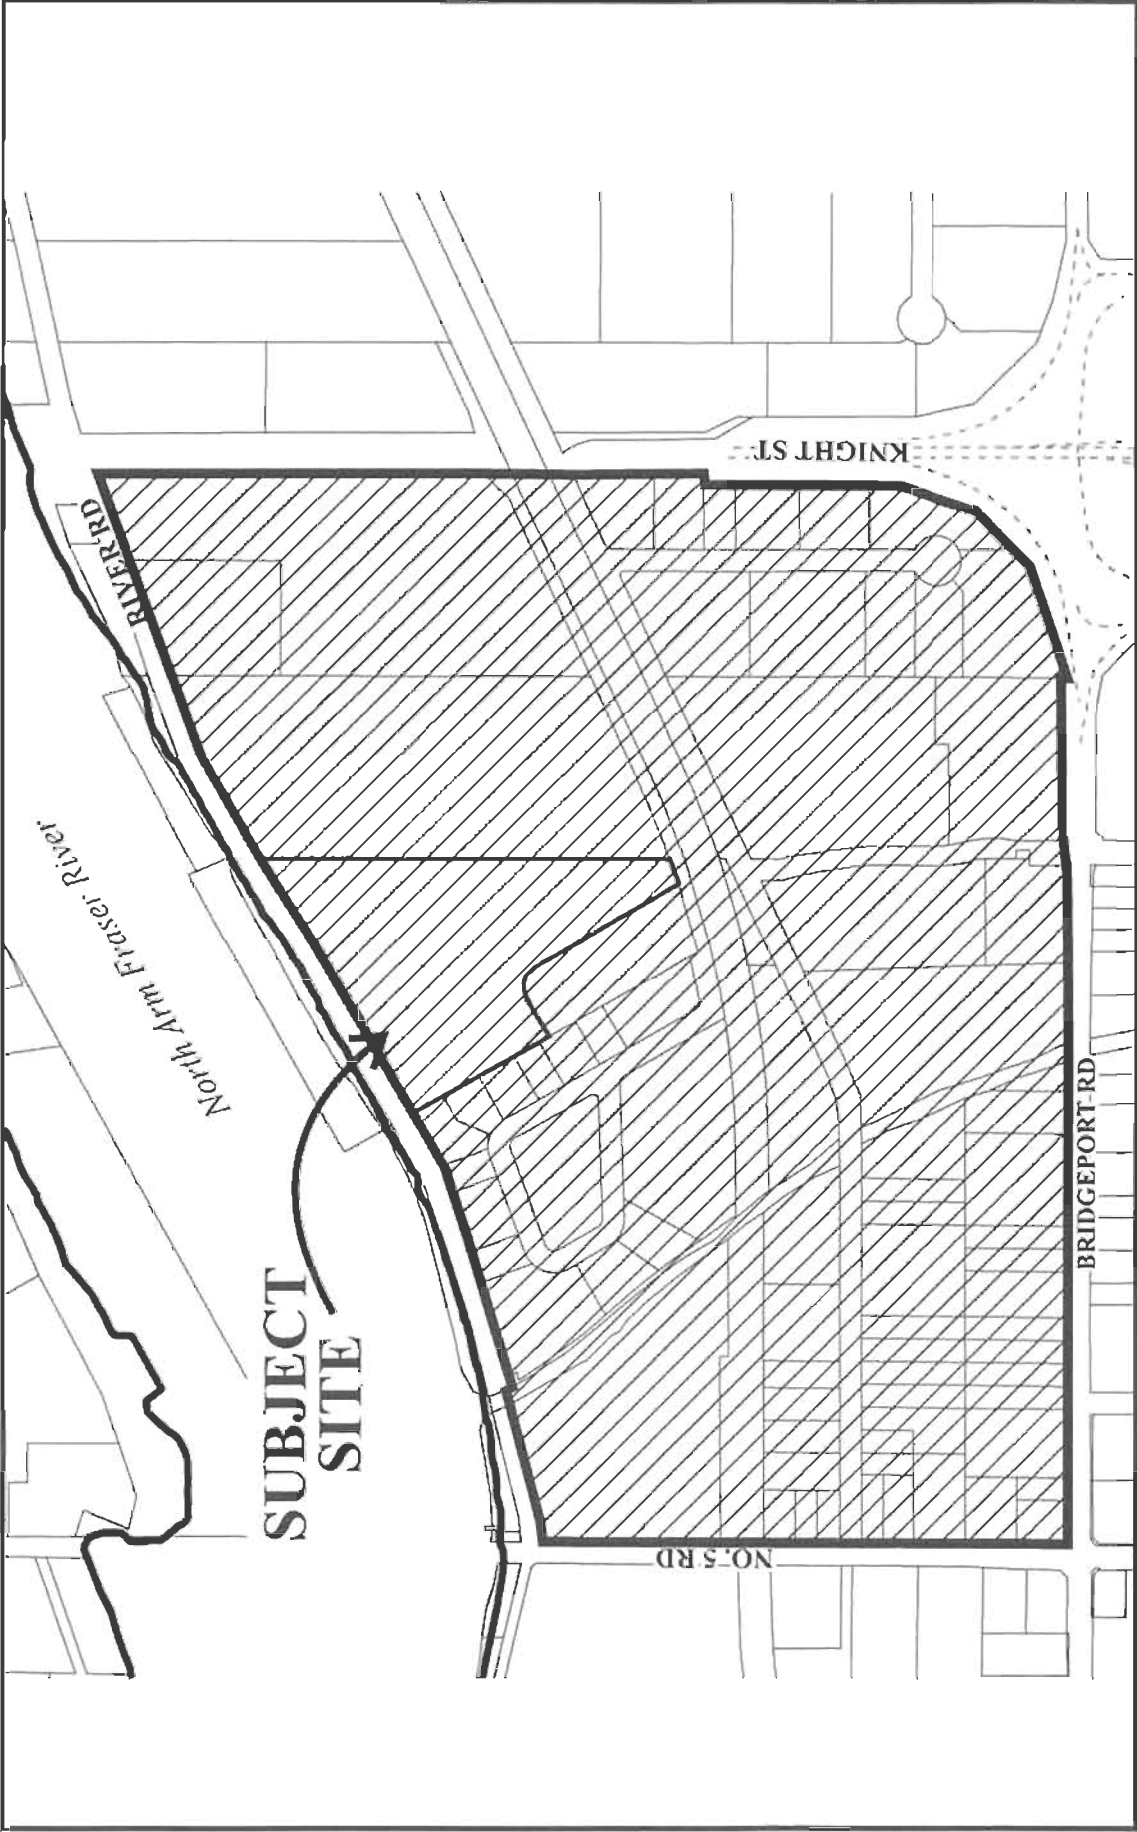 North Arm Fraser River
RIVER RD
KNIGHT ST
SUBJECT
SITE
NO. 5 RD
BRIDGEPORT RD